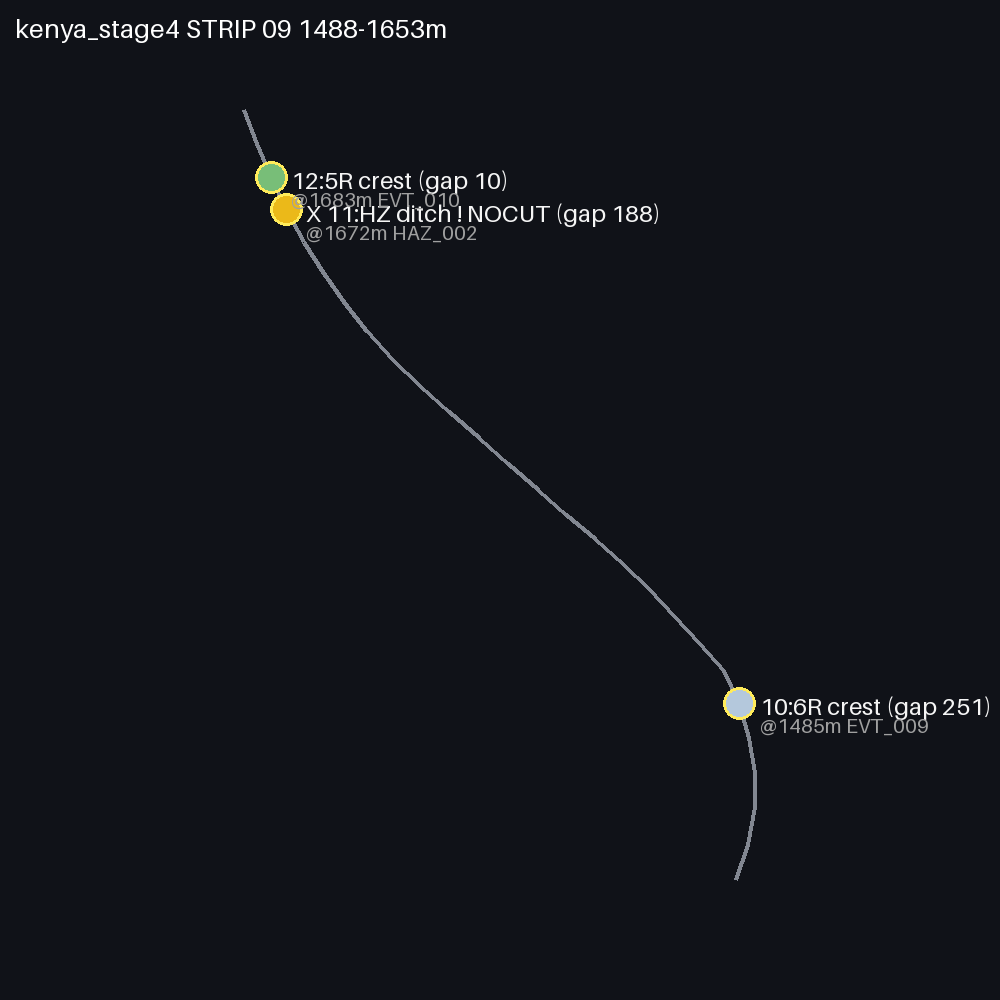 kenya_stage4 STRIP 09 1488-1653m
12:5R crest (gap 10)
@1683m EVT_010
X 11:HZ ditch ! NOCUT (gap 188)
@1672m HAZ_002
10:6R crest (gap 251)
@1485m EVT_009